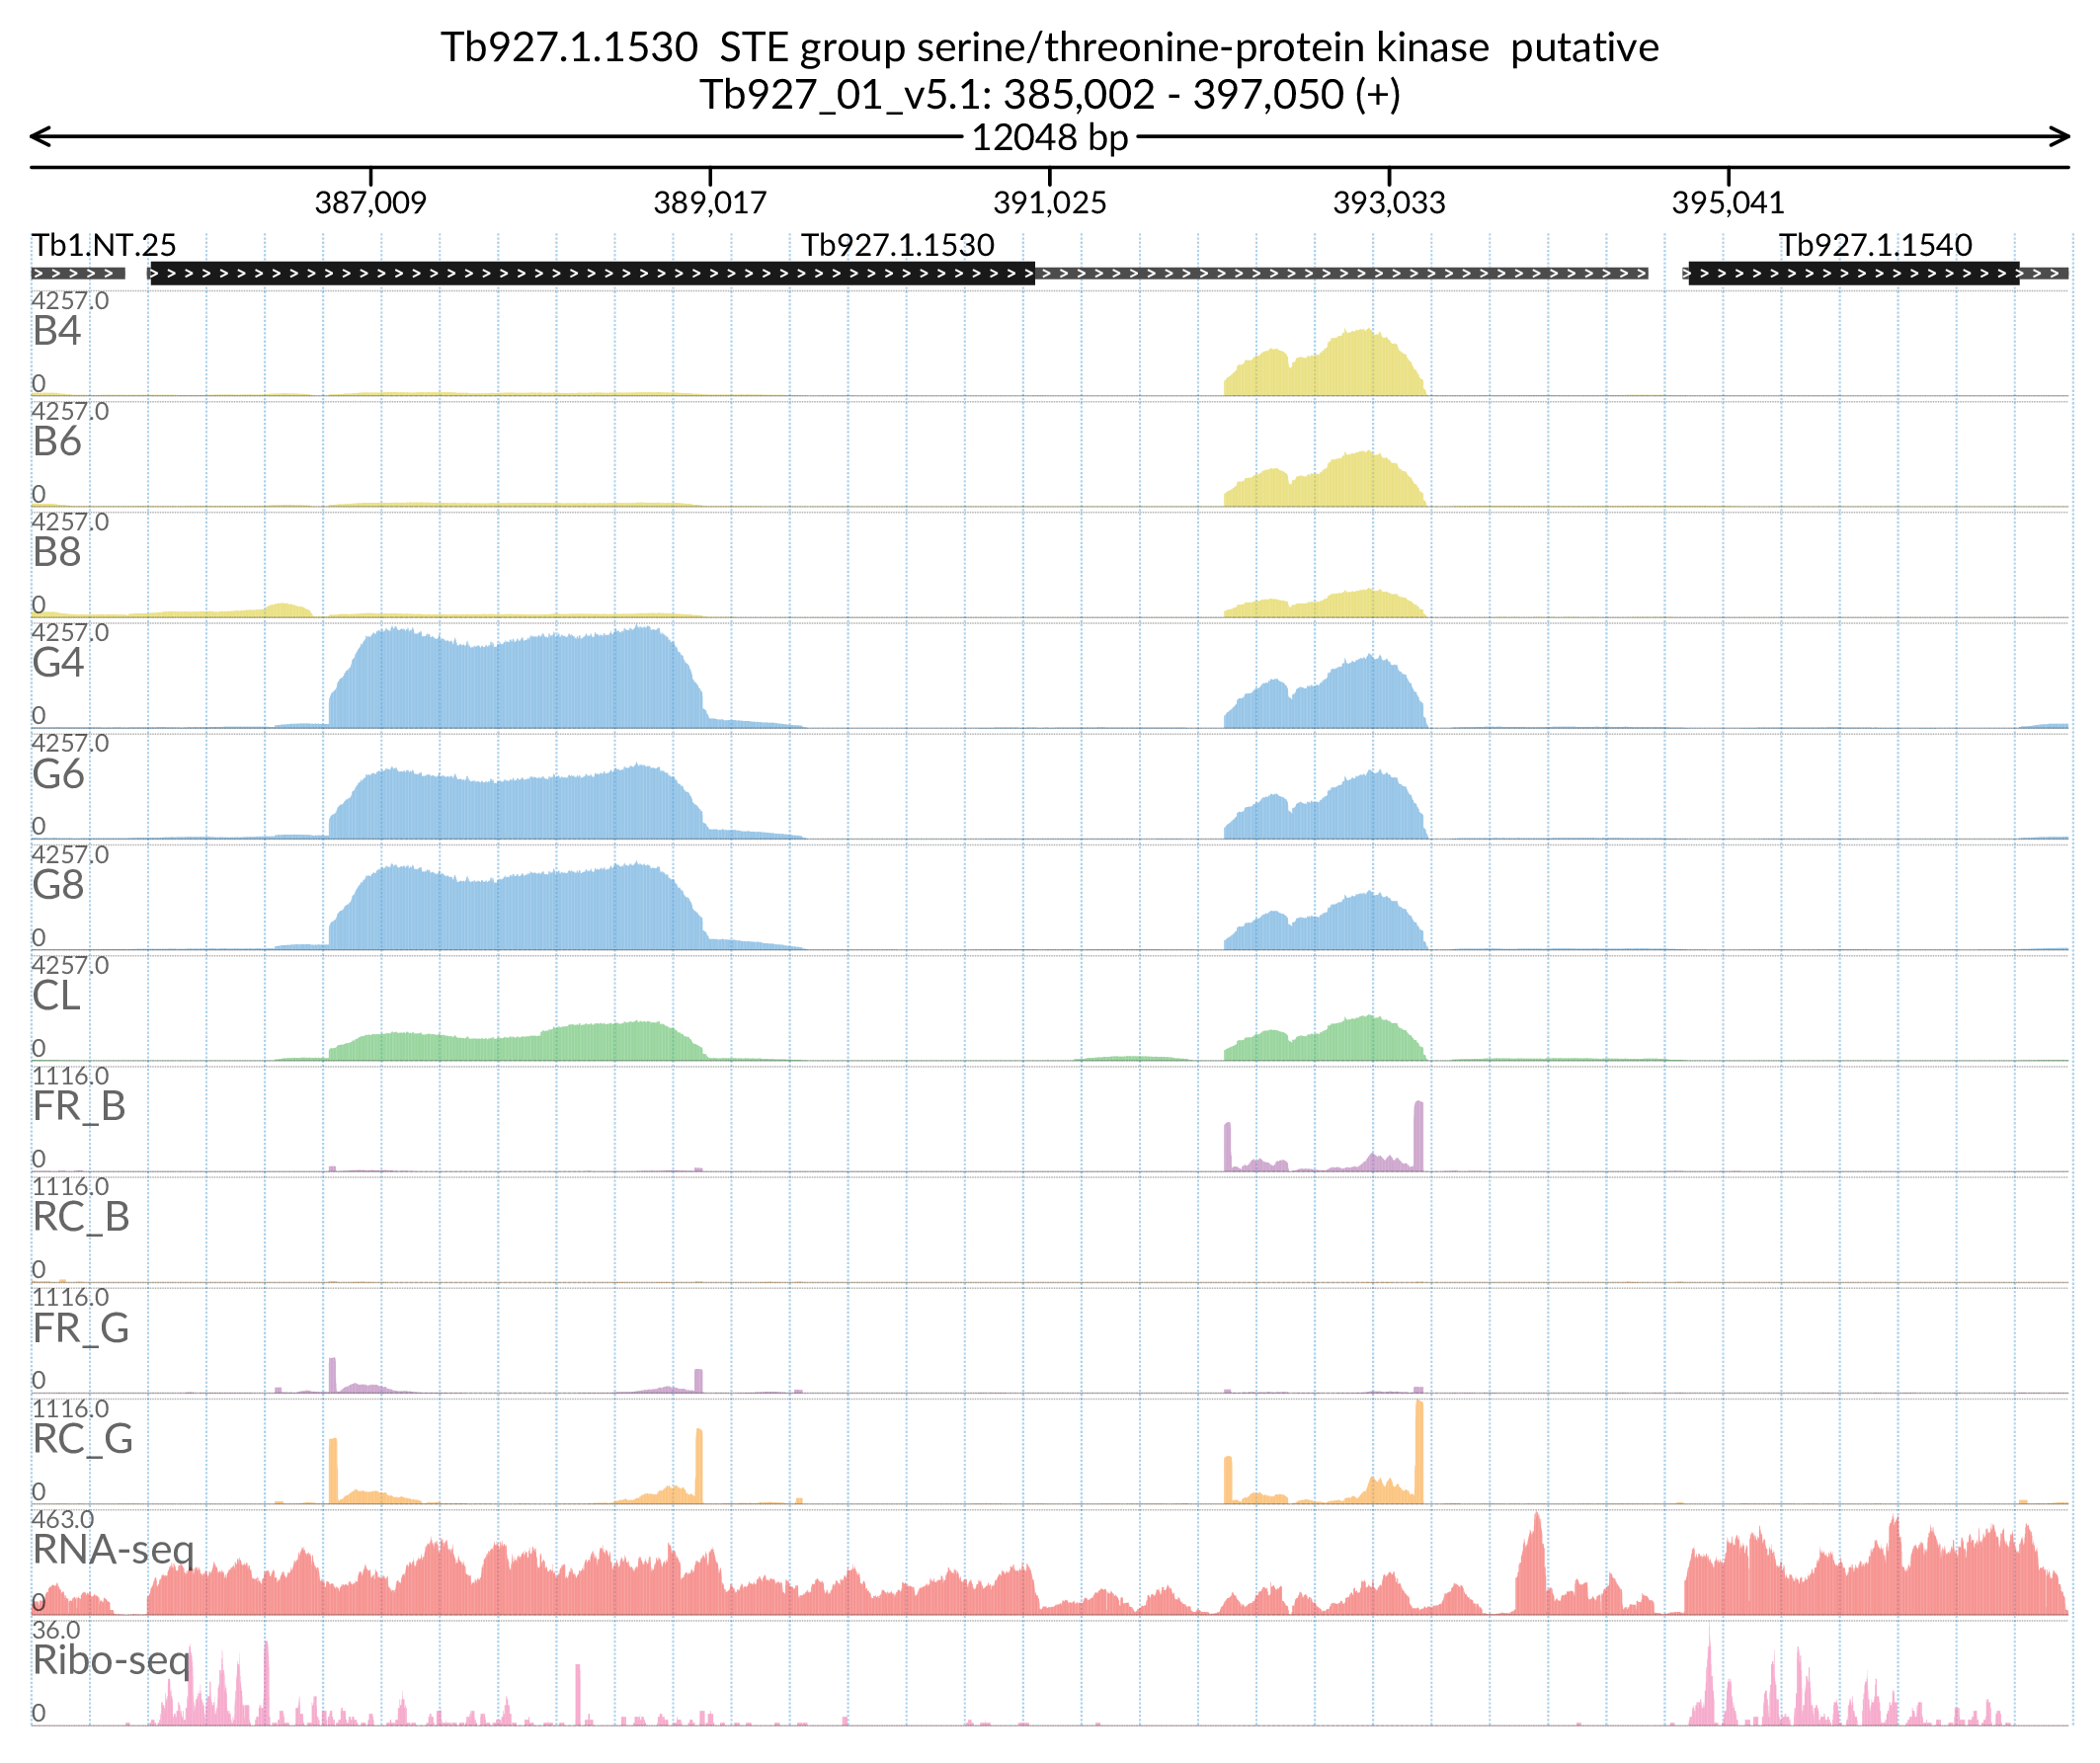 Tb927.1.1530  STE group serine/threonine-protein kinase  putative
Tb927_01_v5.1: 385,002 - 397,050 (+)
12048 bp
387,009 389,017 391,025 393,033 395,041
Tb1.NT.25 Tb927.1.1530 Tb927.1.1540
4257.0
B4
0
4257.0
B6
0
4257.0
B8
0
4257.0
G4
0
4257.0
G6
0
4257.0
G8
0
4257.0
CL
0
1116.0
FR_B
0
1116.0
RC_B
0
1116.0
FR_G
0
1116.0
RC_G
0
463.0
RNA-seq
0
36.0
Ribo-seq
0